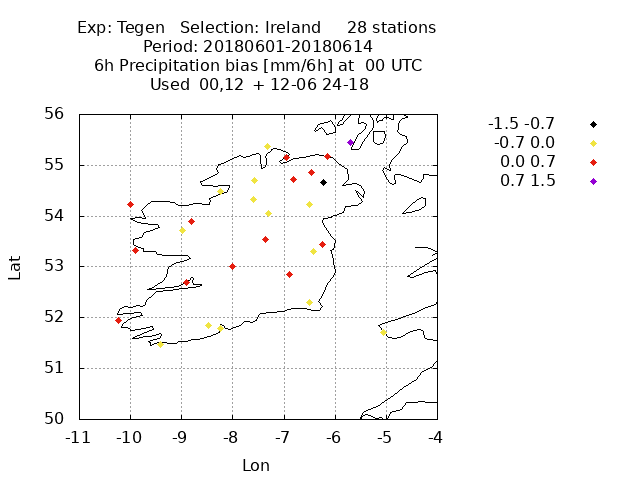 Exp: Tegen   Selection: Ireland     28 stations
Period: 20180601-20180614
6h Precipitation bias [mm/6h] at  00 UTC
Used 00,12  + 12-06 24-18
-1.5 -0.7
-0.7 0.0
0.0 0.7
0.7 1.5
56
55
54
53
52
51
50
Lat
-11 -10 -9 -8 -7 -6 -5 -4
Lon